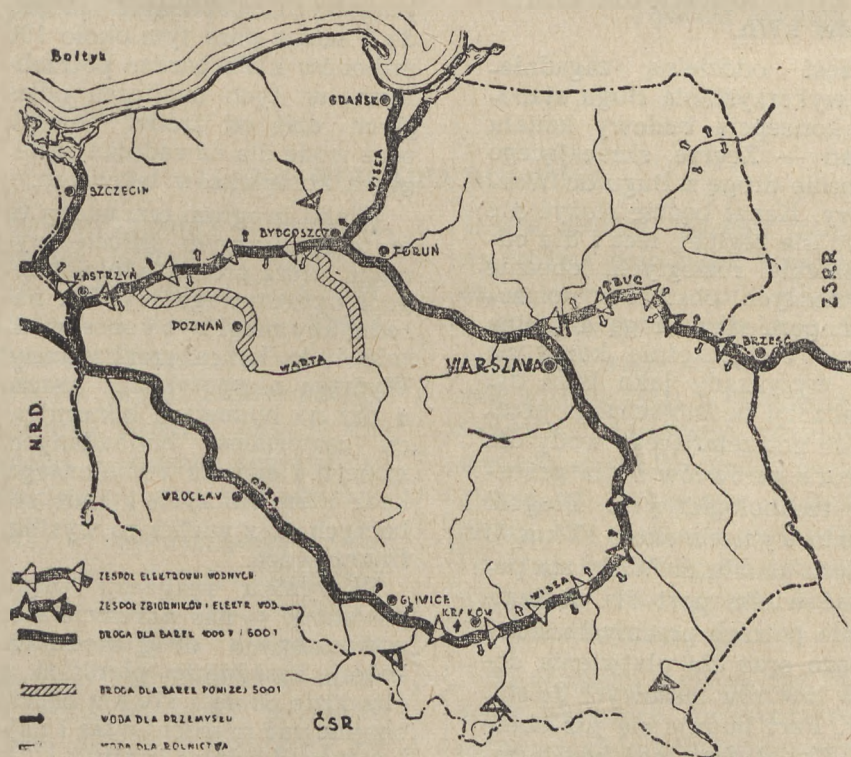 Bałtyk
GDAŃSK
WISŁA
SZCZECIN
BYDGOSZCZ
TORUŃ
KOSTRZYŃ
POZNAŃ
WARTA
BUG
BRZEŚĆ
ZSRR
WARSZAWA
N.R.D.
WROCŁAW
ODRA
GLIWICE
KRAKÓW
WISŁA
ČSR
ZESPÓŁ ELEKTROWNI WODNYCH
ZESPÓŁ ZBIORNIKÓW I ELEKTR WOD.
DROGA DLA BAREK 1000 T i 600 T
DROGA DLA BAREK PONIŻEJ 500 T
WODA DLA PRZEMYSŁU
WODA DLA ROLNICTWA